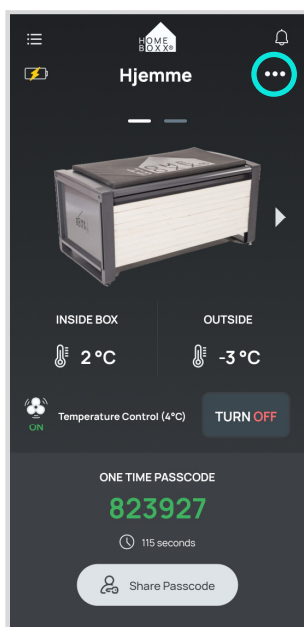 HOME
BOXX®
Hjemme
INSIDE BOX
OUTSIDE
2 °C
-3 °C
ON
Temperature Control (4°C)
TURN OFF
ONE TIME PASSCODE
823927
115 seconds
Share Passcode